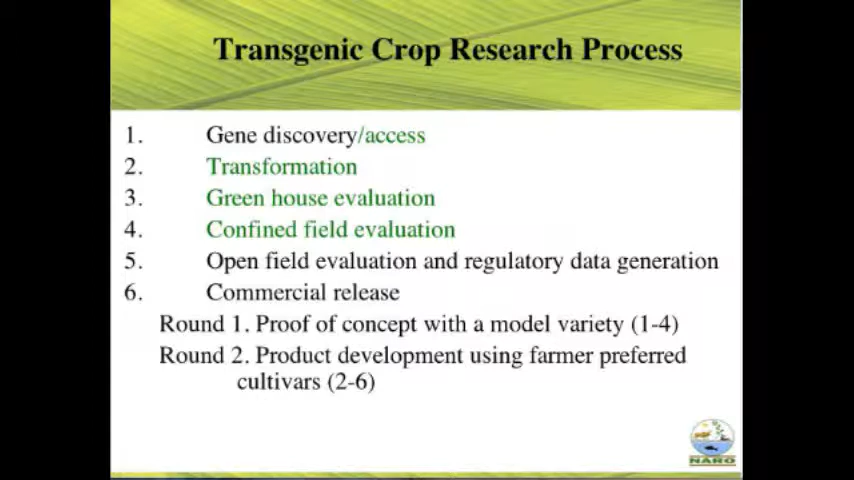 Transgenic Crop Research Process
1. Gene discovery/access
2. Transformation
3. Green house evaluation
4. Confined field evaluation
5. Open field evaluation and regulatory data generation
6. Commercial release
Round 1. Proof of concept with a model variety (1-4)
Round 2. Product development using farmer preferred
cultivars (2-6)
NARO